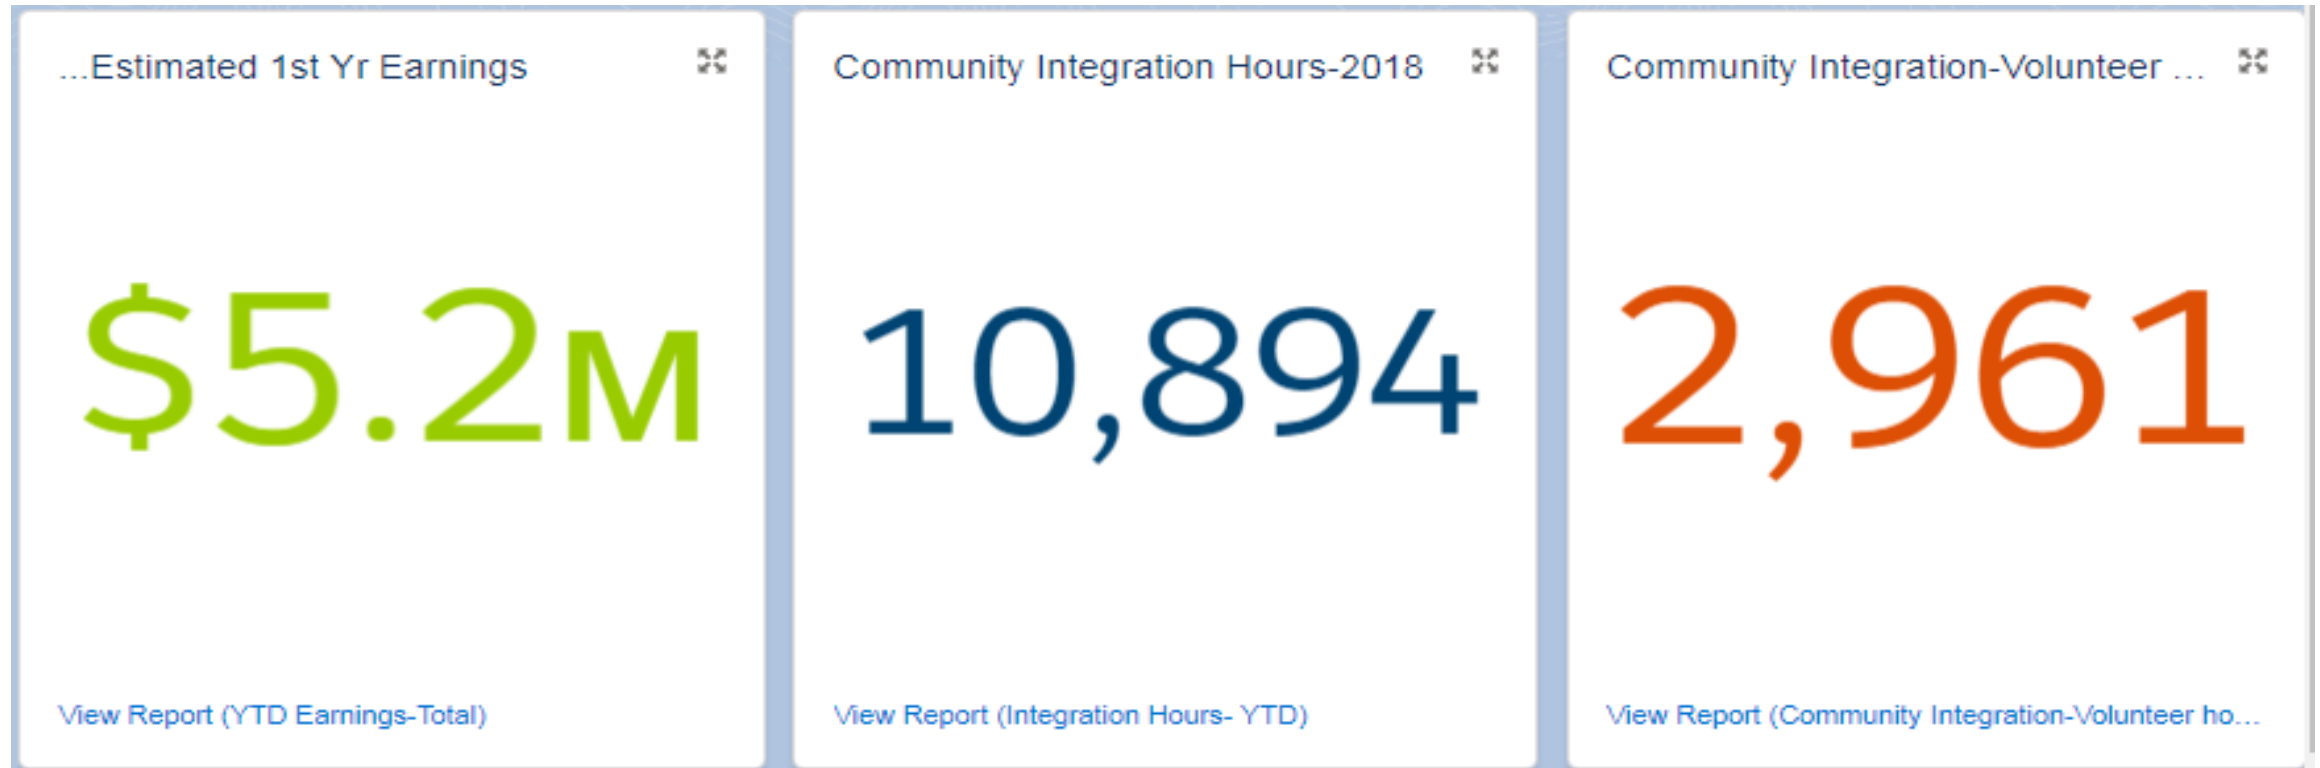 ...Estimated 1st Yr Earnings
$5.2M
View Report (YTD Earnings-Total)
Community Integration Hours-2018
10,894
View Report (Integration Hours- YTD)
Community Integration-Volunteer ...
2,961
View Report (Community Integration-Volunteer ho...